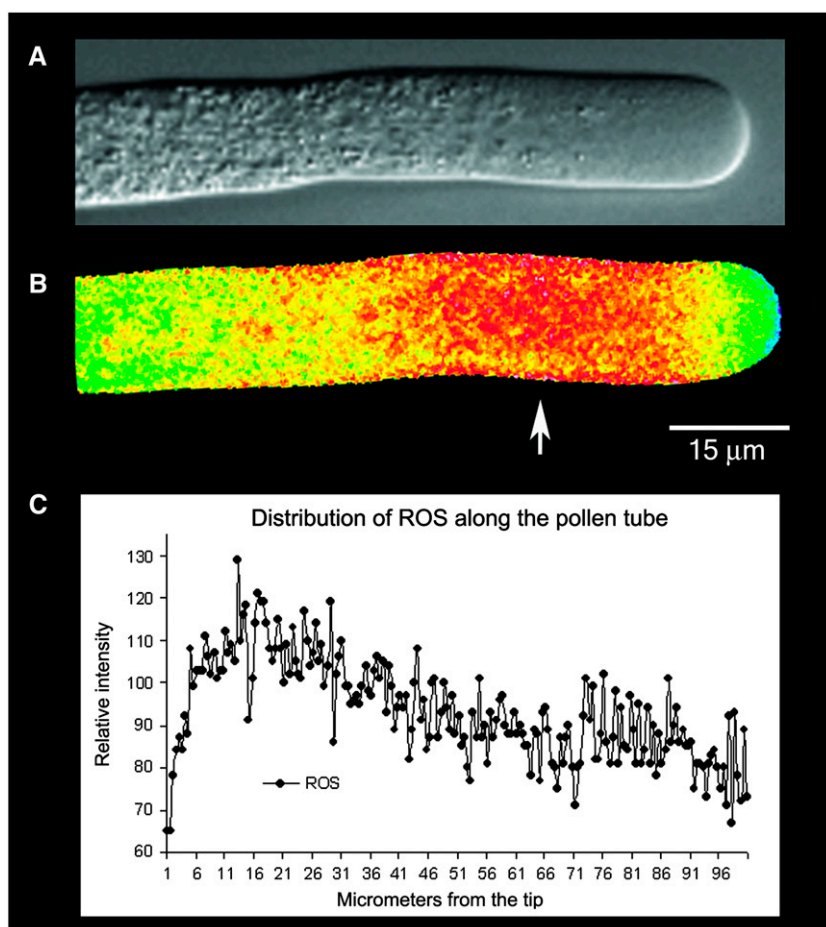 A
B
15 μm
C
Distribution of ROS along the pollen tube
Relative intensity
130
120
110
100
90
80
70
60
ROS
1 6 11 16 21 26 31 36 41 46 51 56 61 66 71 76 81 86 91 96
Micrometers from the tip